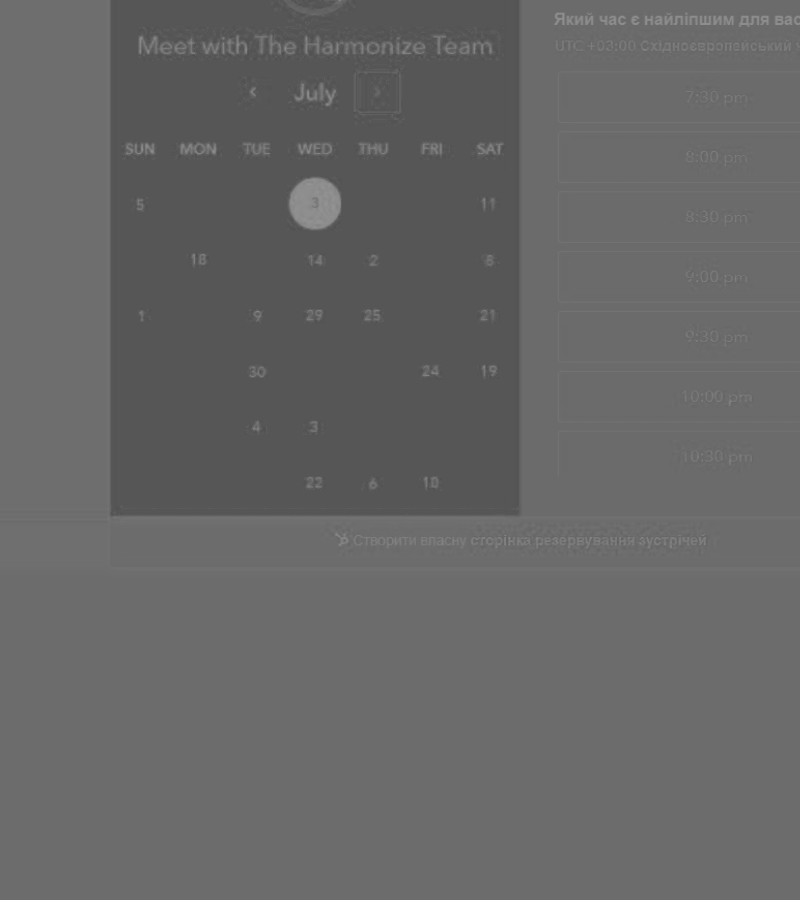 Meet with The Harmonize Team
July
SUN MON TUE WED THU FRI SAT
5 3 11
18 14 2 8
1 9 29 25 21
30 24 19
4 3
22 6 18
Який час є найліпшим для вас
UTC +03:00 Східноєвропейський
7:30 pm
8:00 pm
8:30 pm
9:00 pm
9:30 pm
10:00 pm
10:30 pm
Створити власну сторінка резервування зустрічей